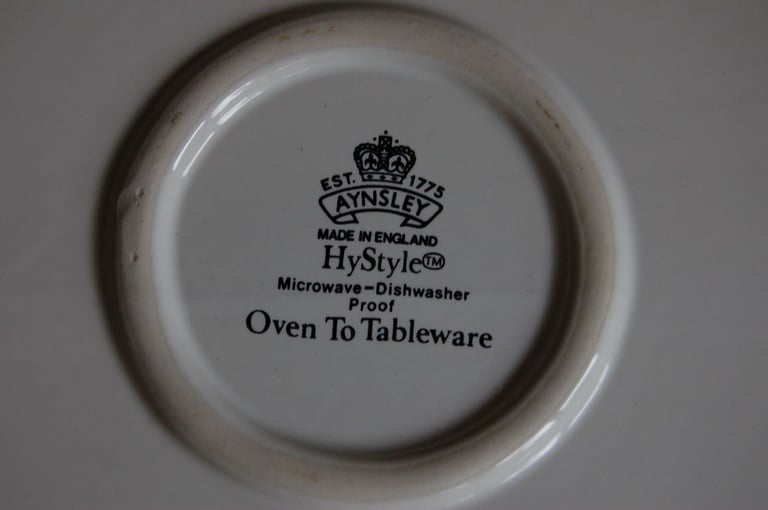 EST. 1775
AYNSLEY
MADE IN ENGLAND
HyStyle™
Microwave-Dishwasher
Proof
Oven To Tableware